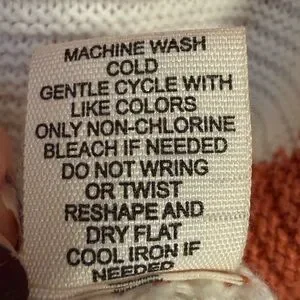 MACHINE WASH
COLD
GENTLE CYCLE WITH
LIKE COLORS
ONLY NON-CHLORINE
BLEACH IF NEEDED
DO NOT WRING
OR TWIST
RESHAPE AND
DRY FLAT
COOL IRON IF
NEEDED